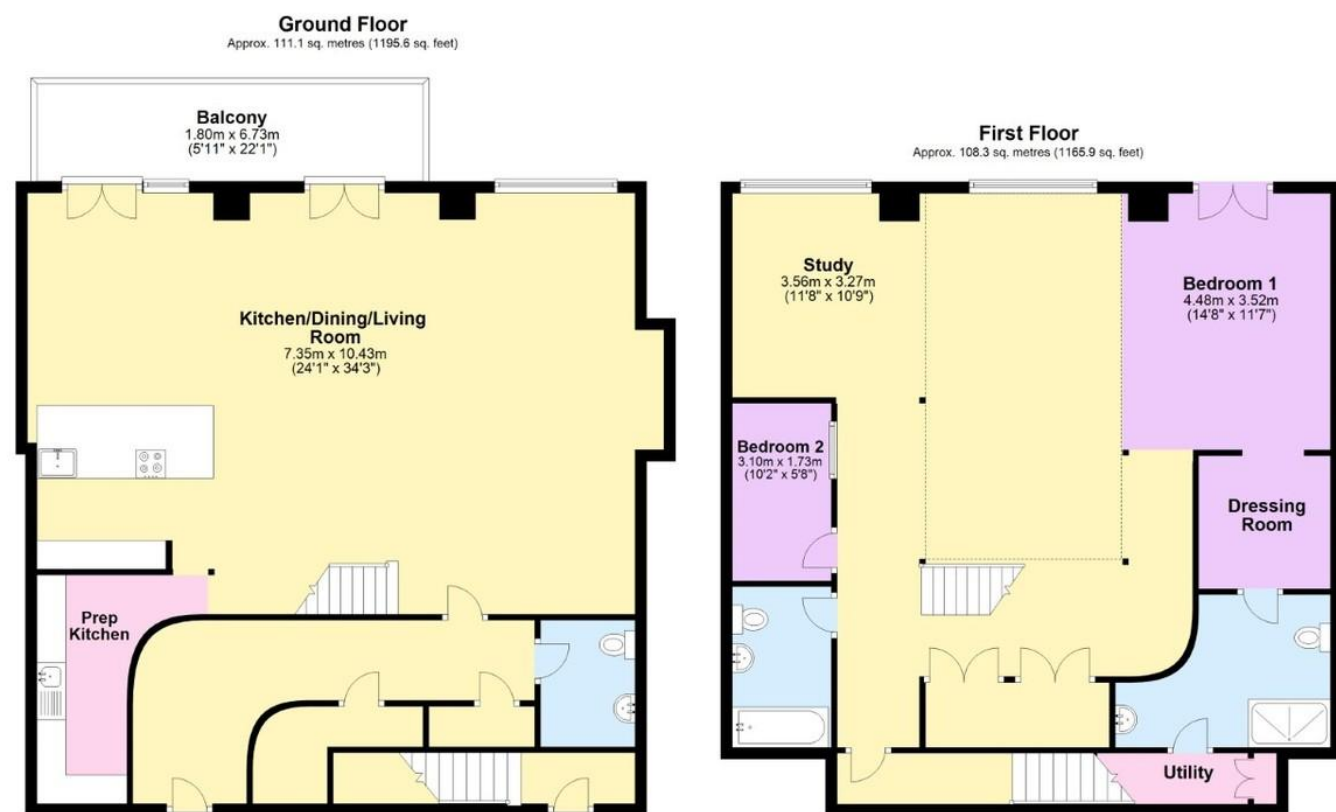 Ground Floor
Approx. 111.1 sq. metres (1195.6 sq. feet)
Balcony
1.80m x 6.73m
(5'11" x 22'1")
Kitchen/Dining/Living
Room
7.35m x 10.43m
(24'1" x 34'3")
Prep
Kitchen
First Floor
Approx. 108.3 sq. metres (1165.9 sq. feet)
Study
3.56m x 3.27m
(11'8" x 10'9")
Bedroom 1
4.48m x 3.52m
(14'8" x 11'7")
Bedroom 2
3.10m x 1.73m
(10'2" x 5'8")
Dressing
Room
Utility